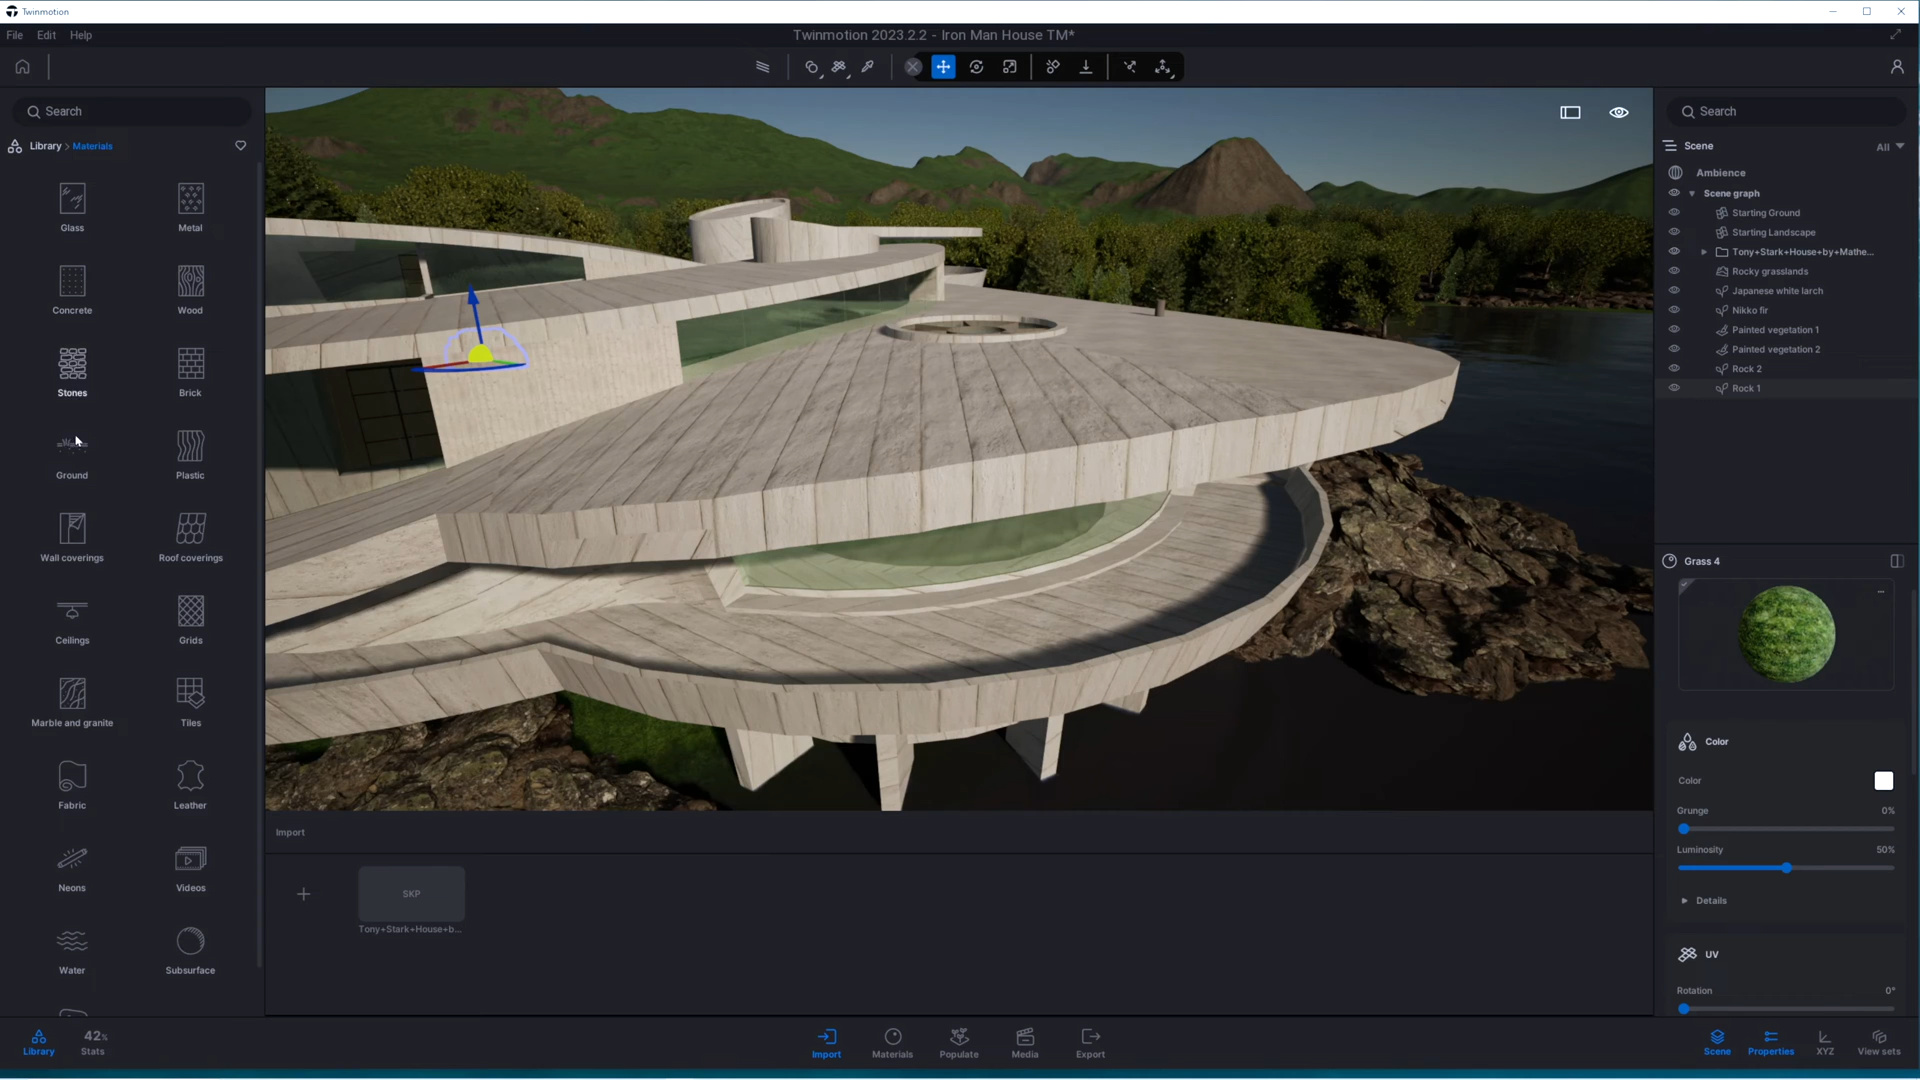 Twinmotion
File Edit Help
Twinmotion 2023.2.2 - Iron Man House TM*
Search
Library > Materials
Glass Metal
Concrete Wood
Stones Brick
Ground Plastic
Wall coverings Roof coverings
Ceilings Grids
Marble and granite Tiles
Fabric Leather
Neons Videos
Water Subsurface
Import
SKP
Tony+Stark+House+b...
Search
Scene All
Ambience
Scene graph
Starting Ground
Starting Landscape
Tony+Stark+House+by+Mathe...
Rocky grasslands
Japanese white larch
Nikko fir
Painted vegetation 1
Painted vegetation 2
Rock 2
Rock 1
Grass 4
Color
Color
Grunge 0%
Luminosity 50%
Details
UV
Rotation 0°
Library 42% Stats
Import Materials Populate Media Export
Scene Properties XYZ View sets